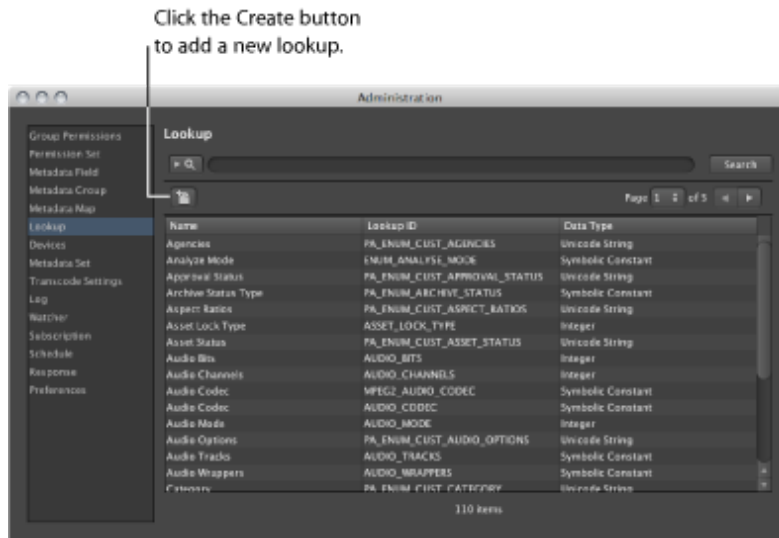 Click the Create button
to add a new lookup.
Administration
Group Permissions
Permission Set
Metadata Field
Metadata Group
Metadata Map
Lookup
Devices
Metadata Set
Transcode Settings
Log
Watcher
Subscription
Schedule
Response
Preferences
Lookup
Search
Page 1 of 5
Name Lookup ID Data Type
Agencies PA_ENUM_CUST_AGENCIES Unicode String
Analyze Mode ENUM_ANALYSE_MODE Symbolic Constant
Approval Status PA_ENUM_CUST_APPROVAL_STATUS Unicode String
Archive Status Type PA_ENUM_ARCHIVE_STATUS Symbolic Constant
Aspect Ratios PA_ENUM_CUST_ASPECT_RATIOS Unicode String
Asset Lock Type ASSET_LOCK_TYPE Integer
Asset Status PA_ENUM_CUST_ASSET_STATUS Unicode String
Audio Bits AUDIO_BITS Integer
Audio Channels AUDIO_CHANNELS Integer
Audio Codec MPEG2_AUDIO_CODEC Symbolic Constant
Audio Codec AUDIO_CODEC Symbolic Constant
Audio Mode AUDIO_MODE Integer
Audio Options PA_ENUM_CUST_AUDIO_OPTIONS Unicode String
Audio Tracks AUDIO_TRACKS Symbolic Constant
Audio Wrappers AUDIO_WRAPPERS Symbolic Constant
Category PA_ENUM_CUST_CATEGORY Unicode String
110 items